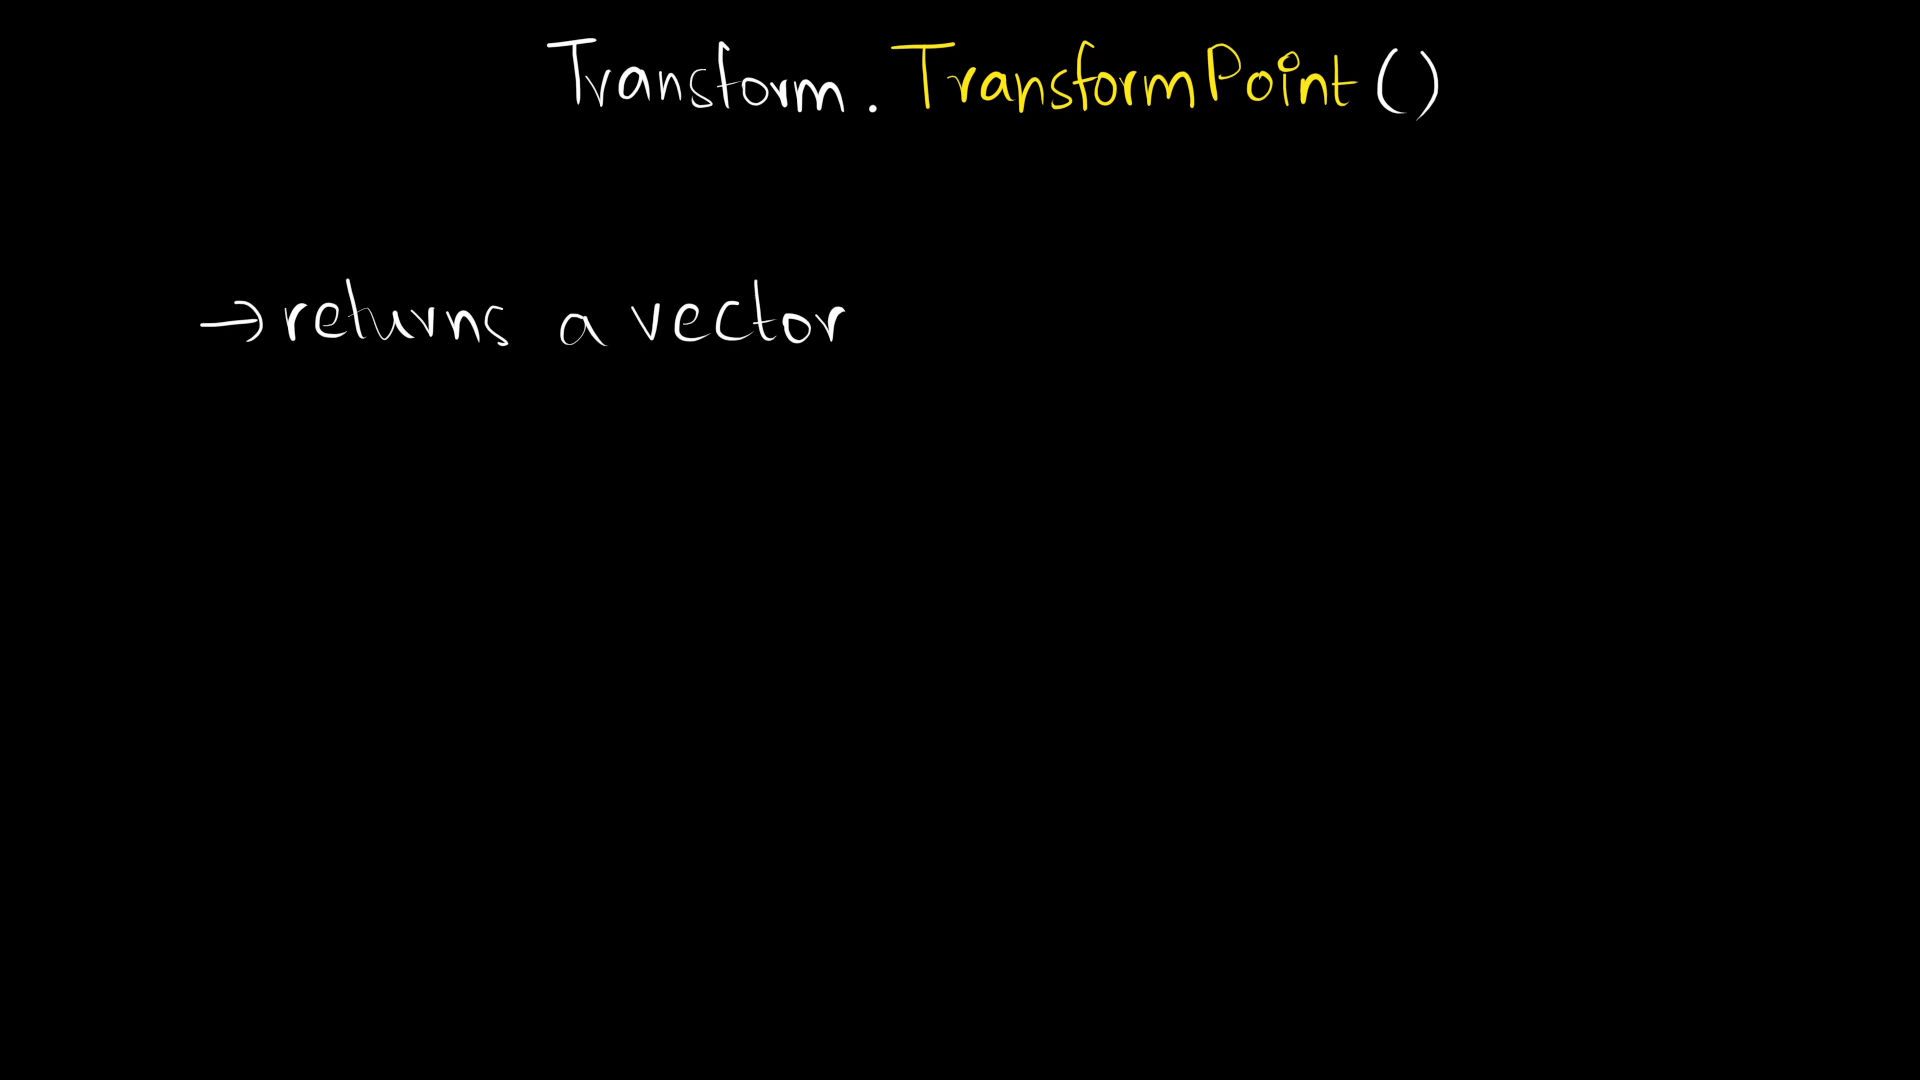 Transform. TransformPoint()
→ returns a vector